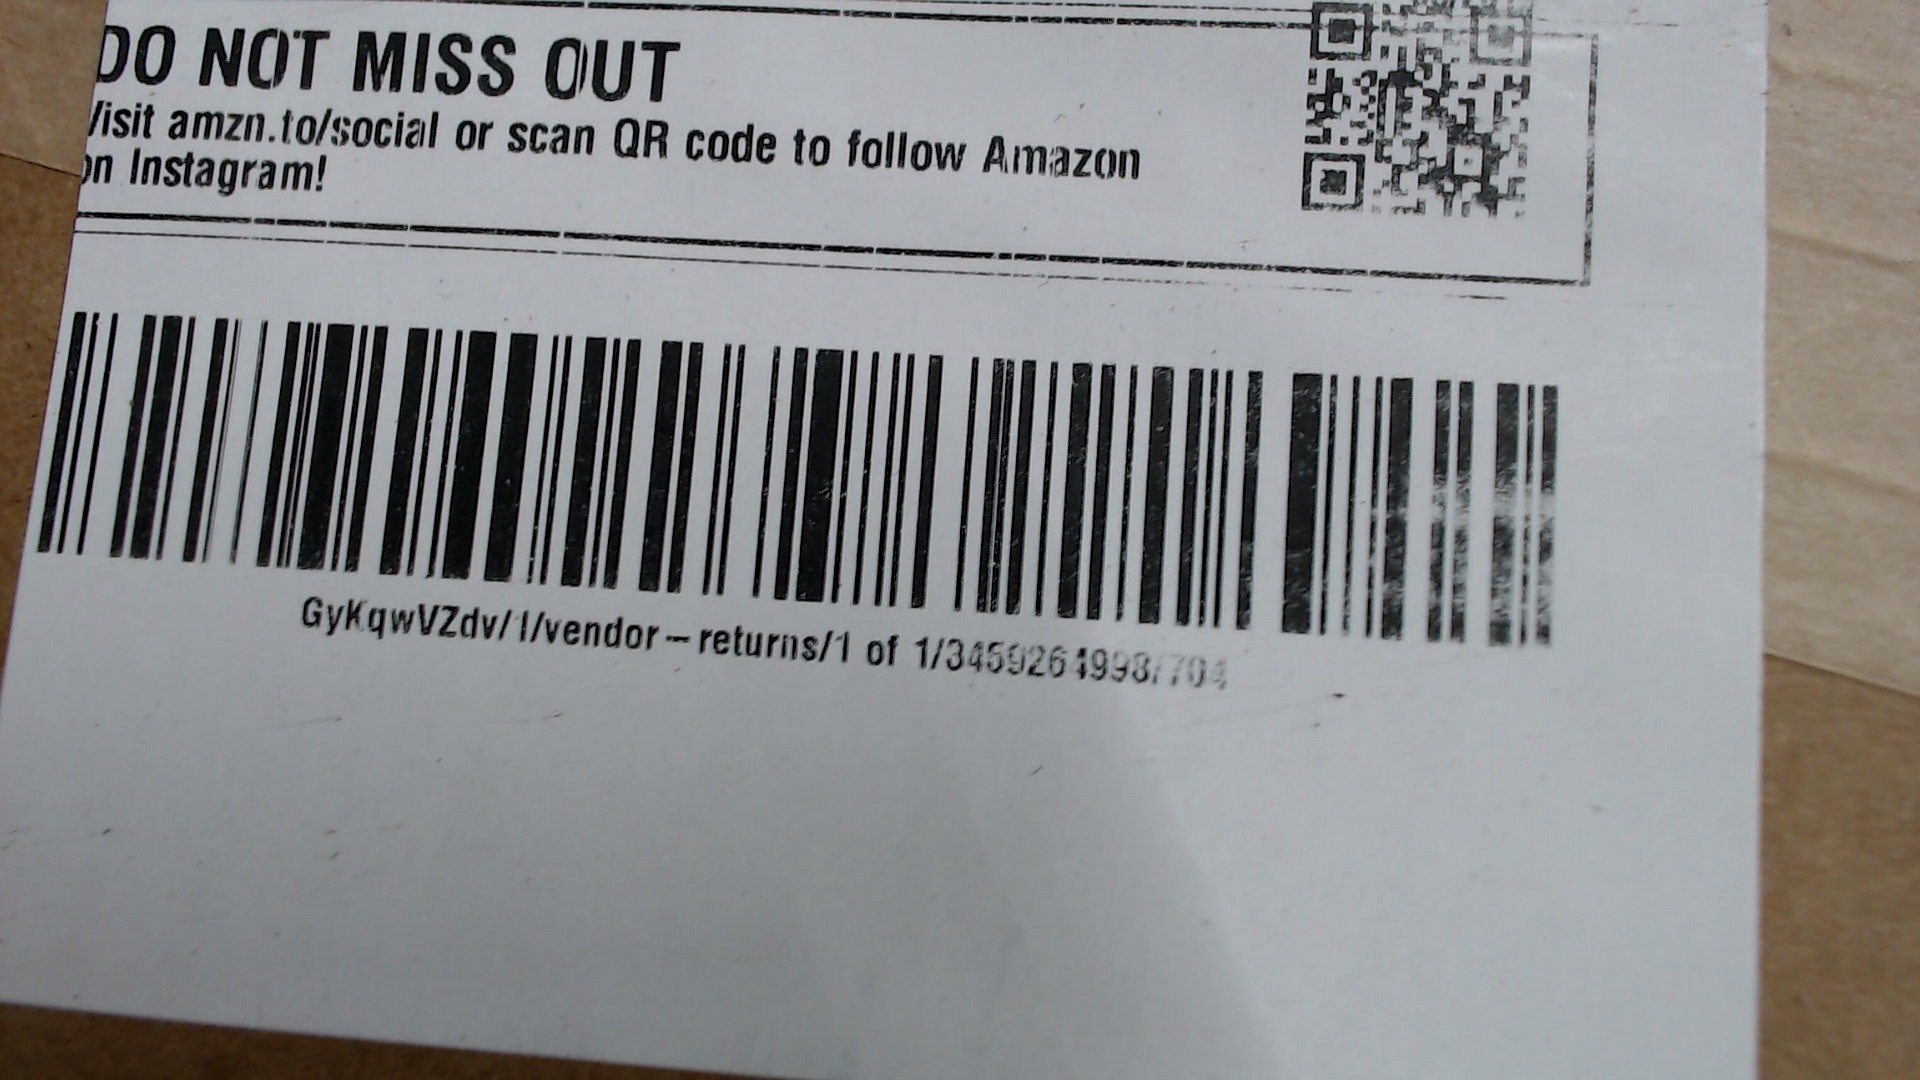 DO NOT MISS OUT
Visit amzn.to/social or scan QR code to follow Amazon
on Instagram!
GyKqwVZdv/1/vendor-returns/1 of 1/3459264998/704